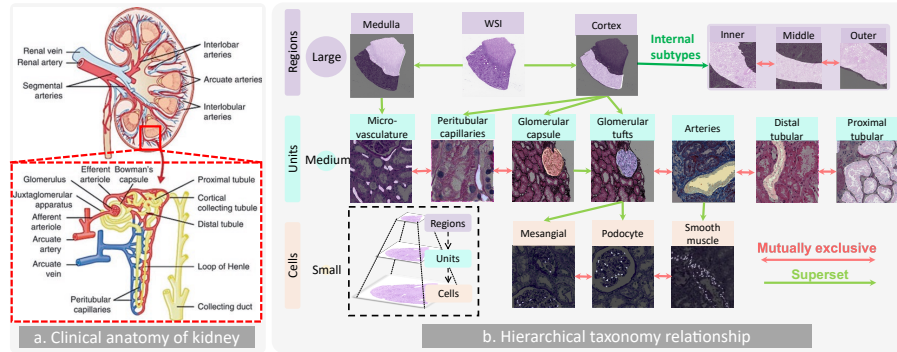 Renal vein
Renal artery
Segmental
arteries
Interlobar
arteries
Arcuate arteries
Interlobular
arteries
Efferent
arteriole
Bowman's
capsule
Proximal tubule
Glomerulus
Juxtaglomerular
apparatus
Cortical
collecting tubule
Afferent
arteriole
Distal tubule
Arcuate
artery
Arcuate
vein
Loop of Henle
Peritubular
capillaries
Collecting duct
a. Clinical anatomy of kidney
Regions
Large
Medulla
WSI
Cortex
Internal
subtypes
Inner
Middle
Outer
Units
Medium
Micro-
vasculature
Peritubular
capillaries
Glomerular
capsule
Glomerular
tufts
Arteries
Distal
tubular
Proximal
tubular
Cells
Small
Regions
Units
Cells
Mesangial
Podocyte
Smooth
muscle
Mutually exclusive
Superset
b. Hierarchical taxonomy relationship